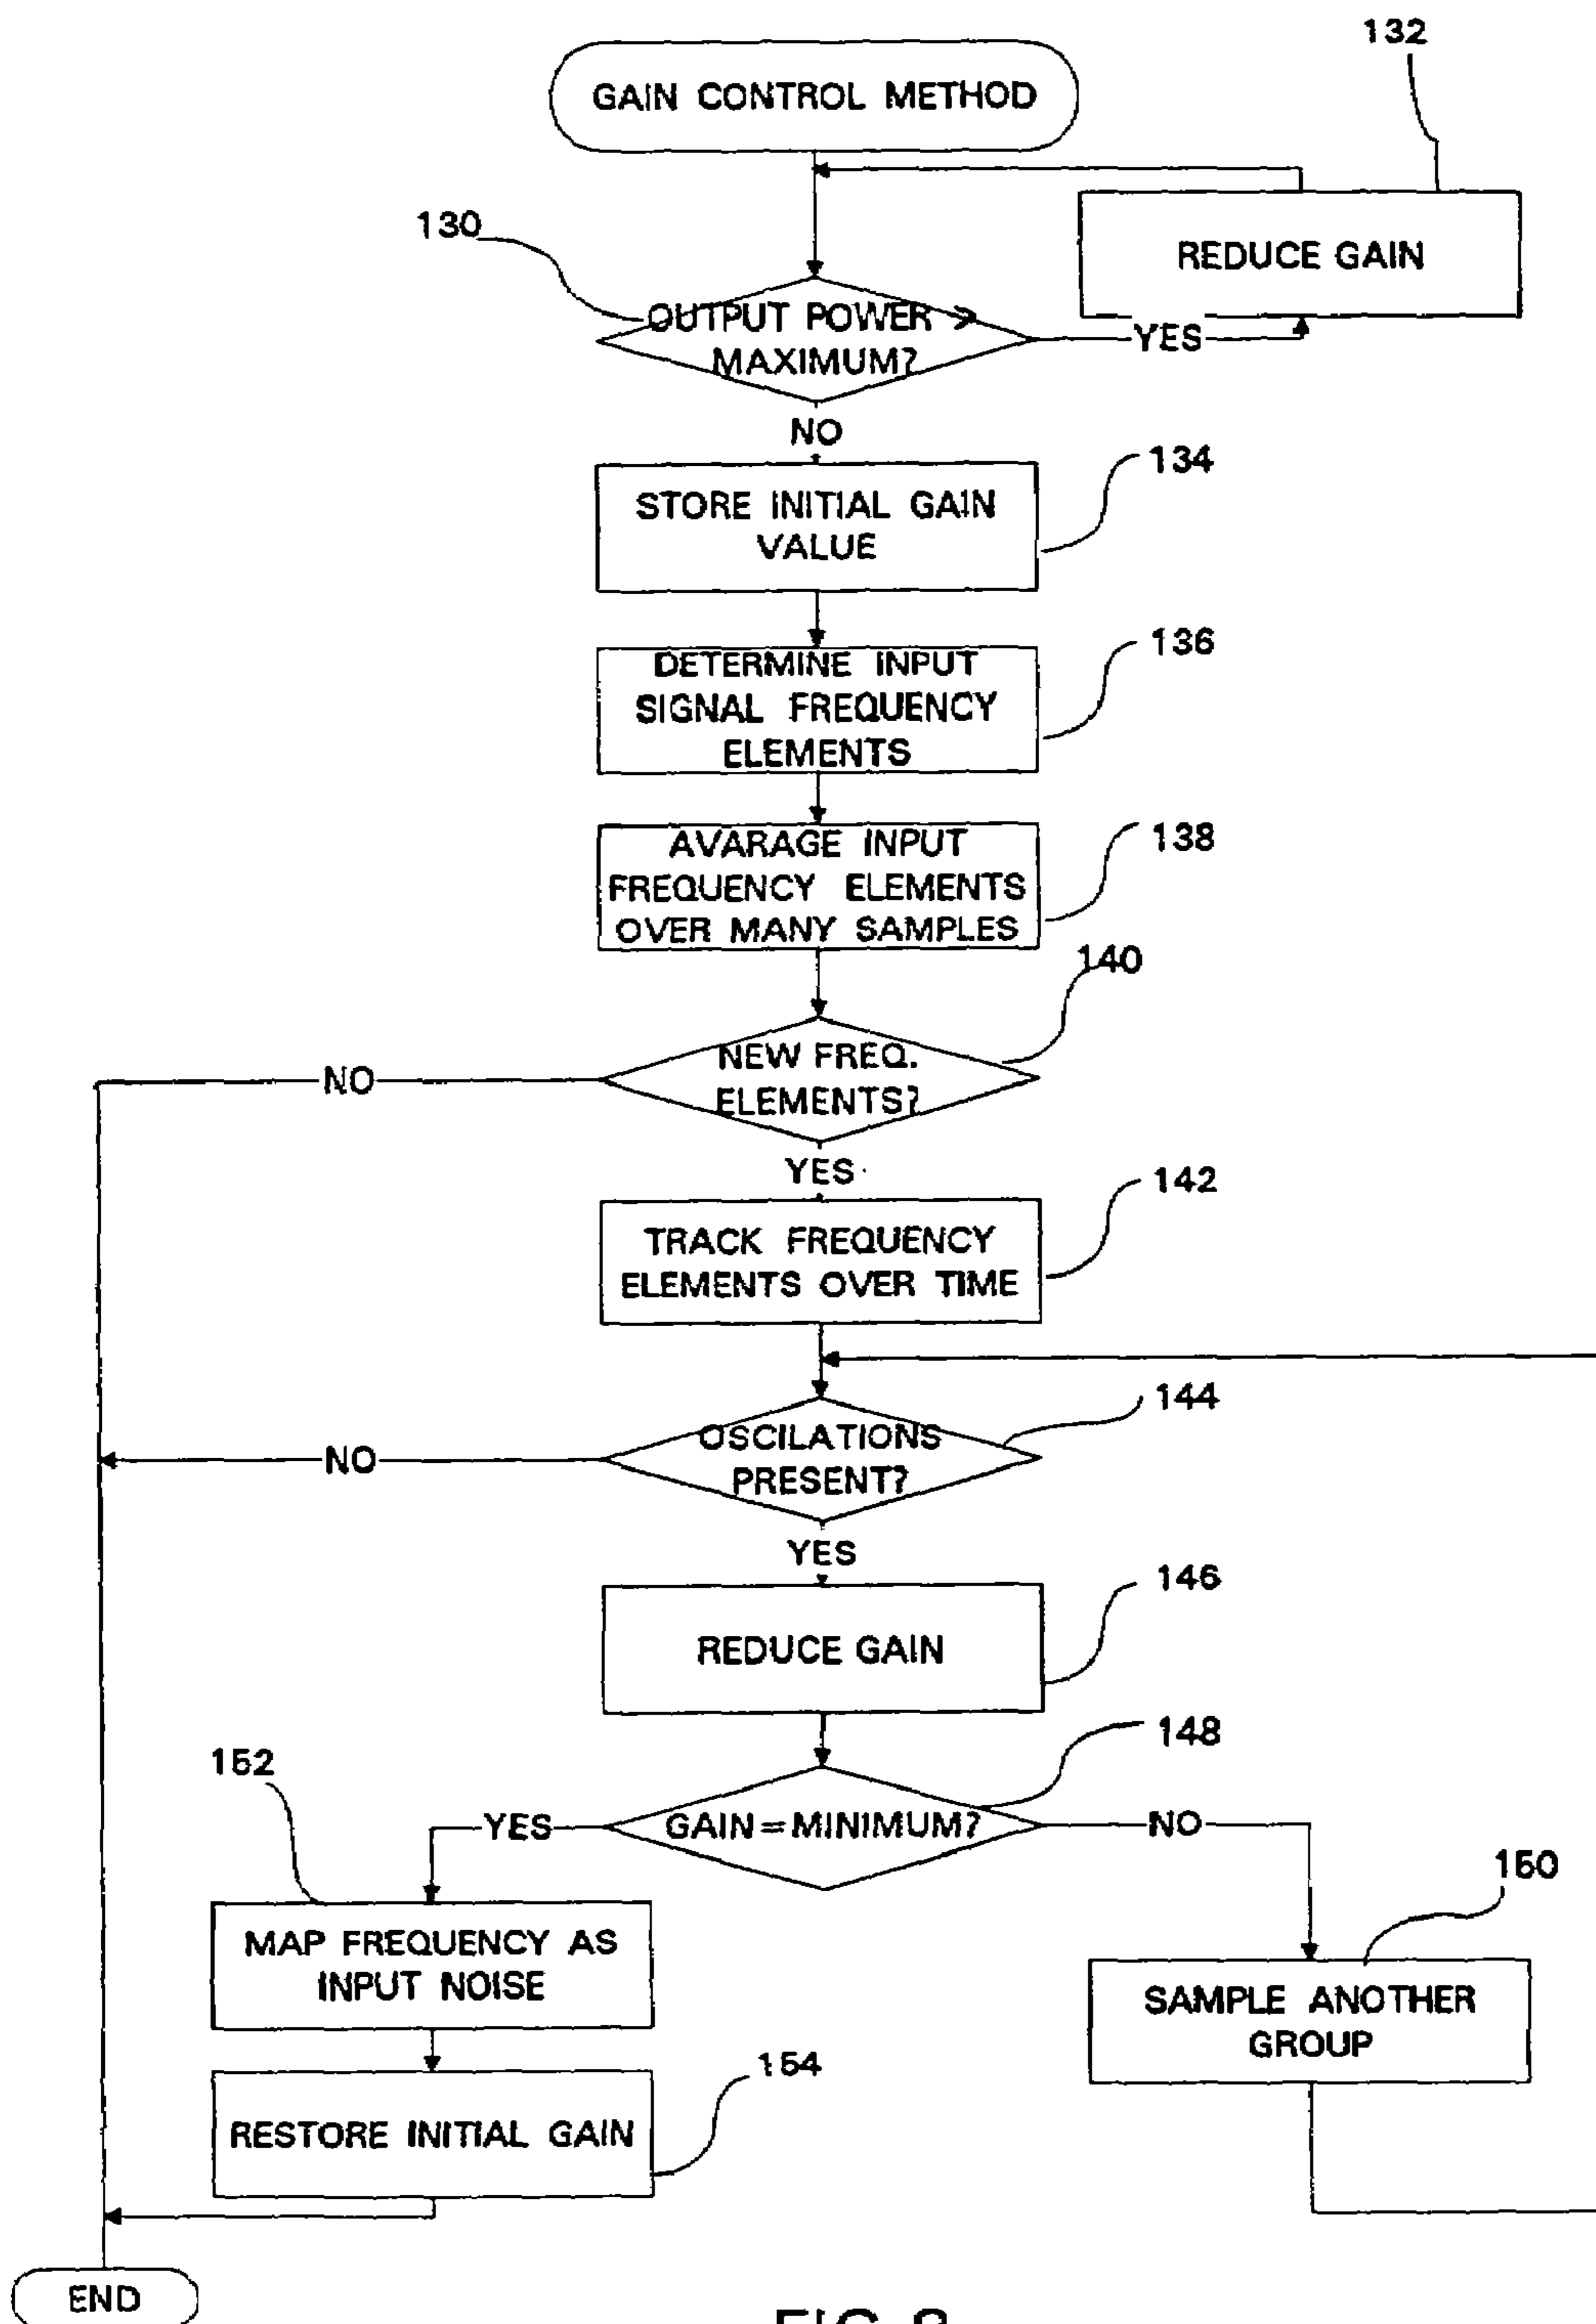 132
GAIN CONTROL METHOD
REDUCE GAIN
130
OUTPUT POWER >
MAXIMUM?
YES
NO
134
STORE INITIAL GAIN
VALUE
136
DETERMINE INPUT
SIGNAL FREQUENCY
ELEMENTS
138
AVARAGE INPUT
FREQUENCY ELEMENTS
OVER MANY SAMPLES
140
NEW FREQ.
ELEMENTS?
NO
YES
142
TRACK FREQUENCY
ELEMENTS OVER TIME
144
OSCILATIONS
PRESENT?
NO
YES
146
REDUCE GAIN
148
152
GAIN=MINIMUM?
YES
NO
150
MAP FREQUENCY AS
INPUT NOISE
SAMPLE ANOTHER
GROUP
154
RESTORE INITIAL GAIN
END